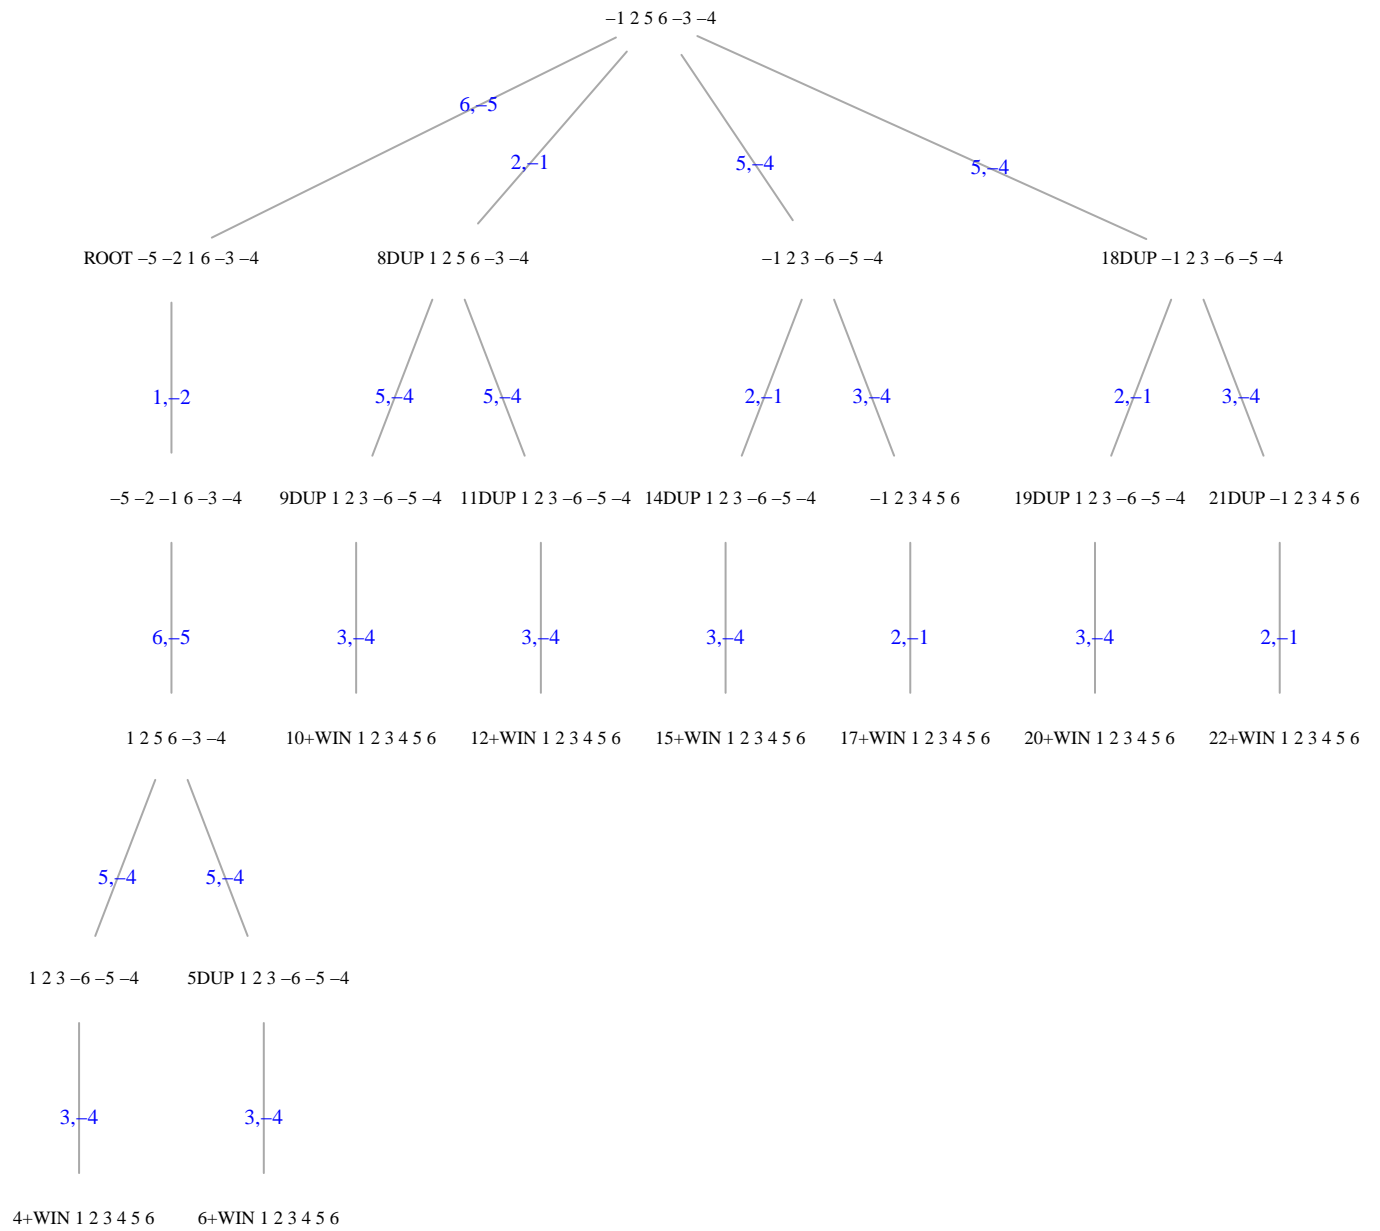 –1 2 5 6 –3 –4
6,–5
2,–1
5,–4
5,–4
ROOT –5 –2 1 6 –3 –4
8DUP 1 2 5 6 –3 –4
–1 2 3 –6 –5 –4
18DUP –1 2 3 –6 –5 –4
1,–2
5,–4
5,–4
2,–1
3,–4
2,–1
3,–4
–5 –2 –1 6 –3 –4
9DUP 1 2 3 –6 –5 –4
11DUP 1 2 3 –6 –5 –4
14DUP 1 2 3 –6 –5 –4
–1 2 3 4 5 6
19DUP 1 2 3 –6 –5 –4
21DUP –1 2 3 4 5 6
6,–5
3,–4
3,–4
3,–4
2,–1
3,–4
2,–1
1 2 5 6 –3 –4
10+WIN 1 2 3 4 5 6
12+WIN 1 2 3 4 5 6
15+WIN 1 2 3 4 5 6
17+WIN 1 2 3 4 5 6
20+WIN 1 2 3 4 5 6
22+WIN 1 2 3 4 5 6
5,–4
5,–4
1 2 3 –6 –5 –4
5DUP 1 2 3 –6 –5 –4
3,–4
3,–4
4+WIN 1 2 3 4 5 6
6+WIN 1 2 3 4 5 6